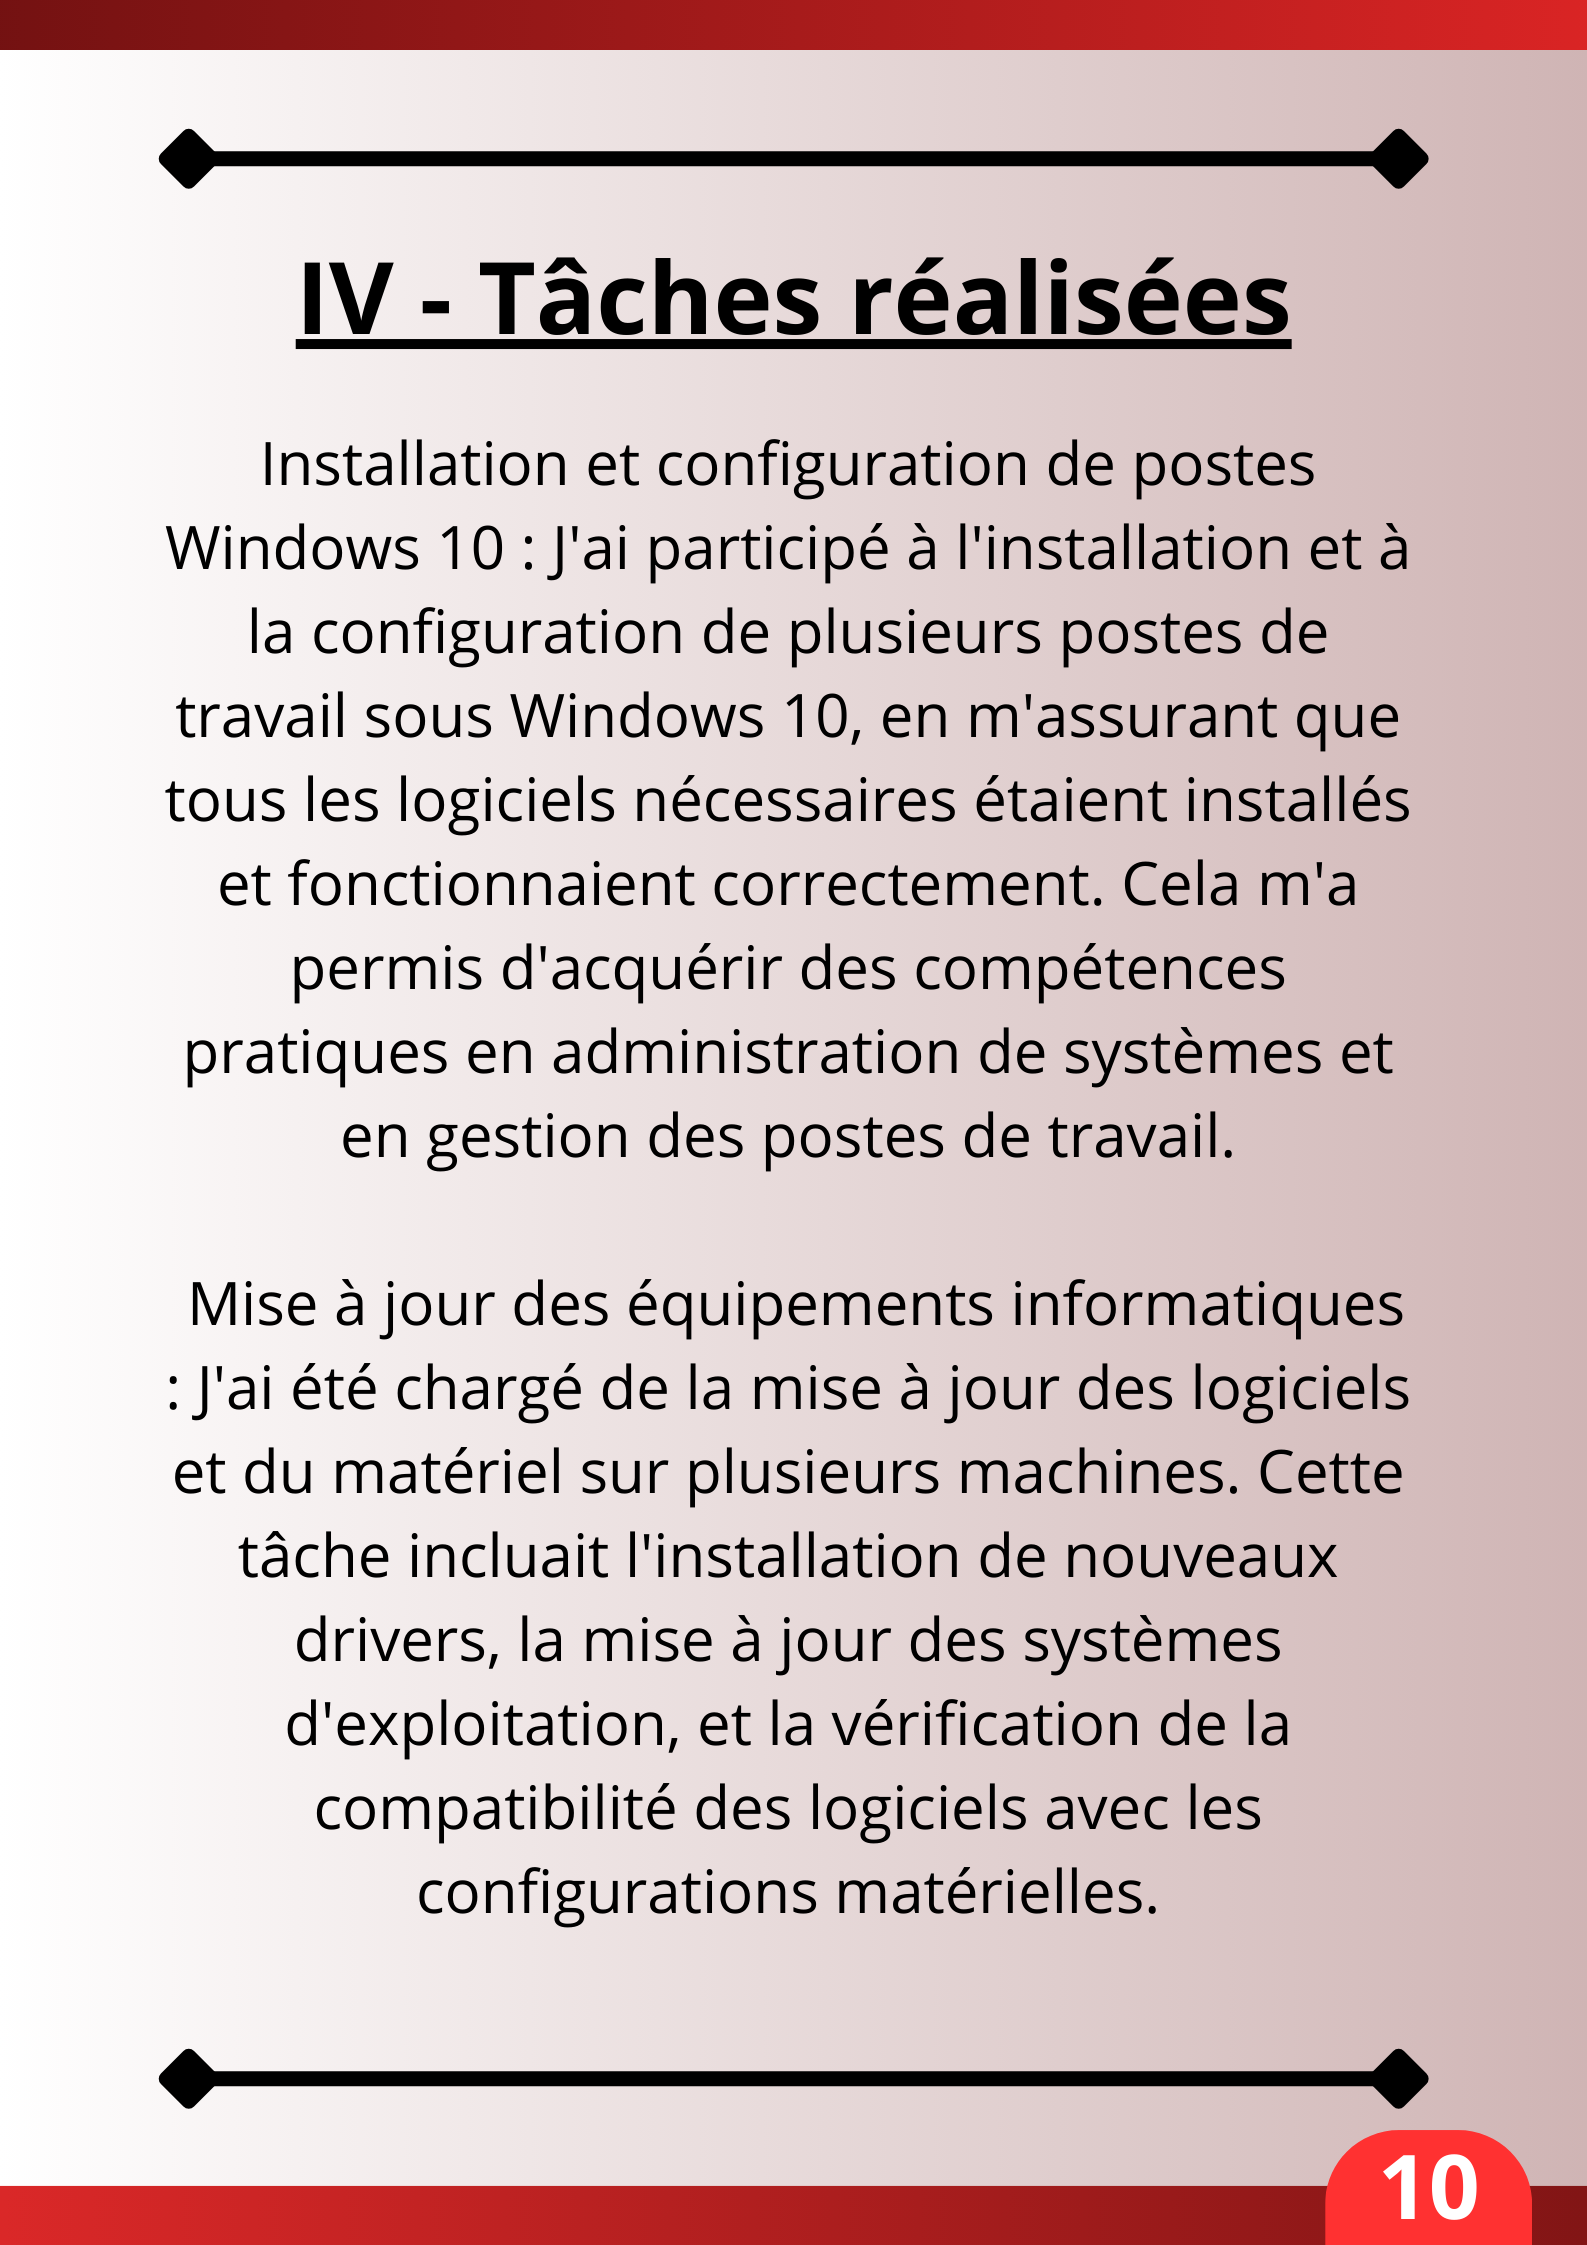 IV - Tâches réalisées
Installation et configuration de postes
Windows 10 : J'ai participé à l'installation et à
la configuration de plusieurs postes de
travail sous Windows 10, en m'assurant que
tous les logiciels nécessaires étaient installés
et fonctionnaient correctement. Cela m'a
permis d'acquérir des compétences
pratiques en administration de systèmes et
en gestion des postes de travail.
Mise à jour des équipements informatiques
: J'ai été chargé de la mise à jour des logiciels
et du matériel sur plusieurs machines. Cette
tâche incluait l'installation de nouveaux
drivers, la mise à jour des systèmes
d'exploitation, et la vérification de la
compatibilité des logiciels avec les
configurations matérielles.
10